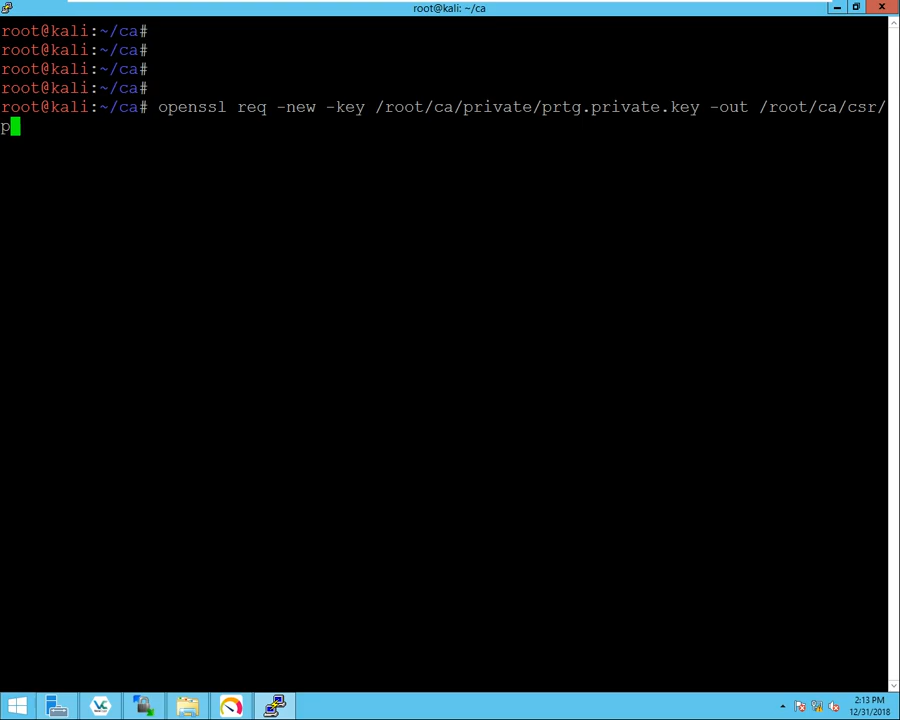 root@kali: ~/ca
root@kali:~/ca#
root@kali:~/ca#
root@kali:~/ca#
root@kali:~/ca#
root@kali:~/ca# openssl req -new -key /root/ca/private/prtg.private.key -out /root/ca/csr/
p
VC
2:13 PM
12/31/2018